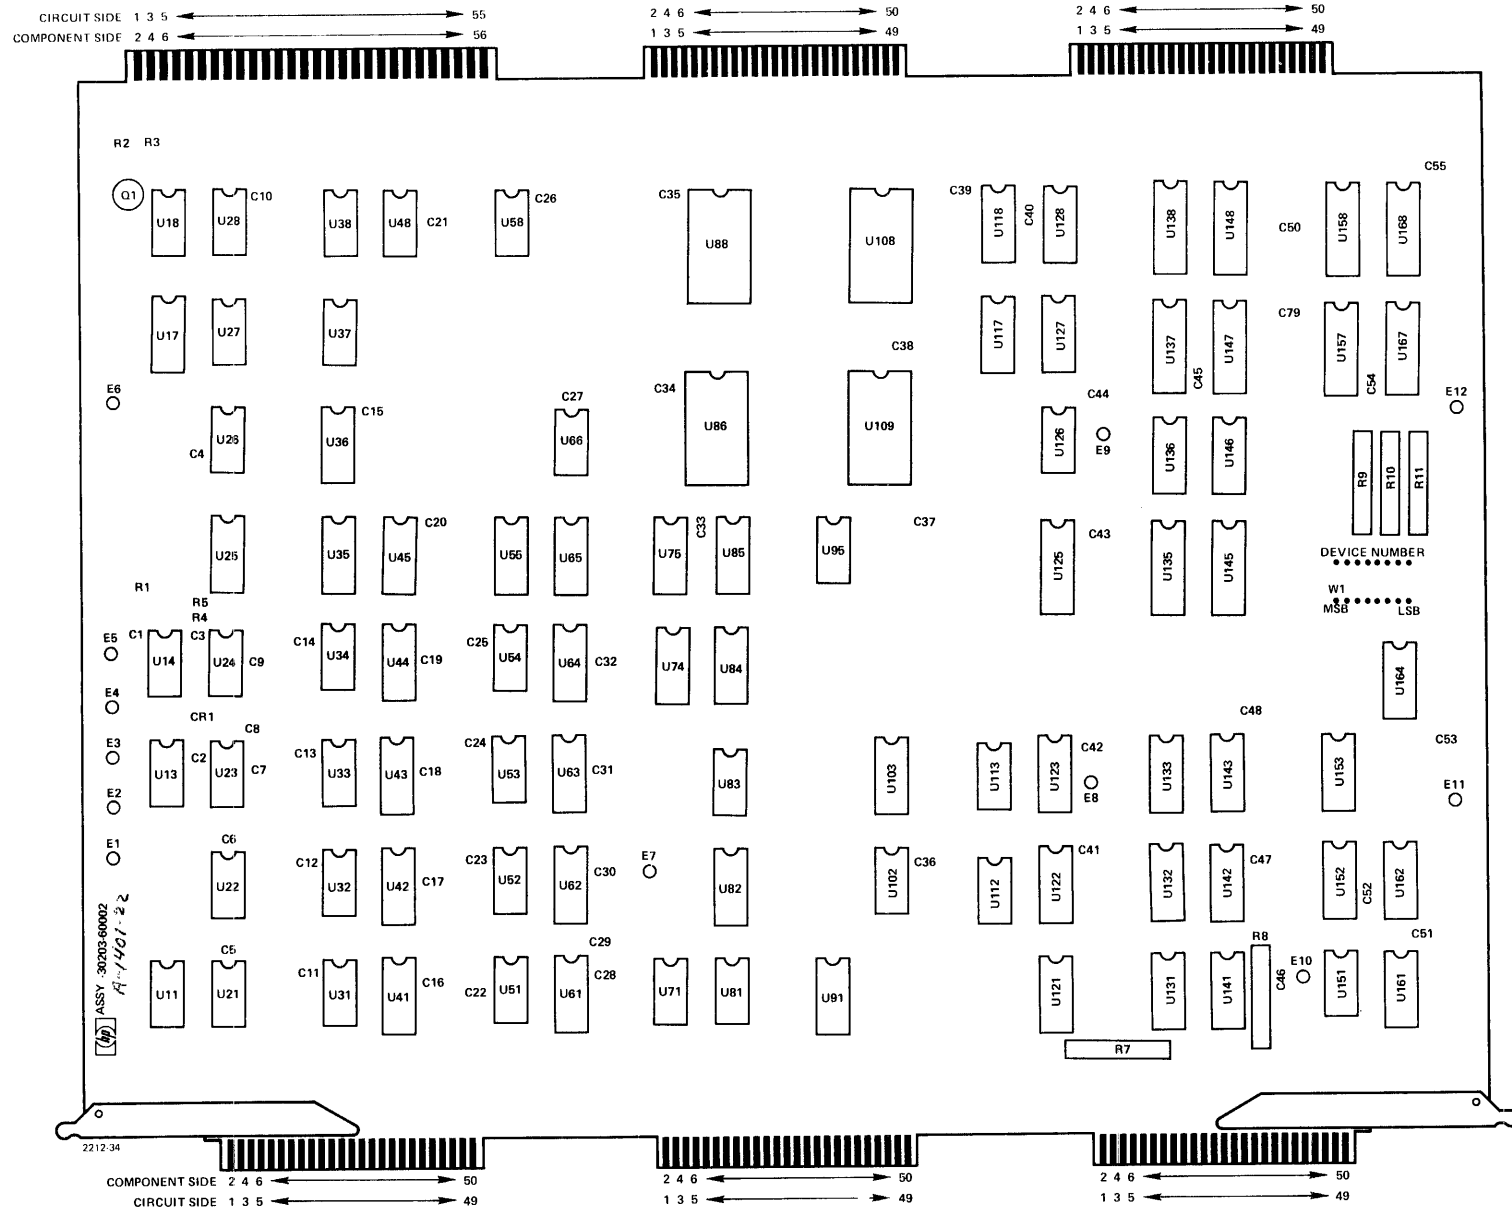 CIRCUIT SIDE 1 3 5 55
COMPONENT SIDE 2 4 6 56
2 4 6 50
1 3 5 49
2 4 6 50
1 3 5 49
R2 R3
C55
Q1 U18 U28 C10 U38 U48 C21 U58 C26 C35 U88 U108 C39 U118 C40 U128 U138 U148 C50 U158 U168
U17 U27 U37 C38 U117 U127 U137 C45 U147 C79 U157 C54 U167
E6 C4 U26 U36 C15 C27 U66 C34 U86 U109 C44 U126 E9 U136 U146 E12
R9 R10 R11
U25 U35 U45 C20 U55 U65 U75 C33 U85 U95 C37 U125 C43 U135 U145
DEVICE NUMBER
W1
MSB LSB
R1
R5
R4
E5 C1 U14 C3 U24 C9 C14 U34 U44 C19 C25 U54 U64 C32 U74 U84 U164
E4
CR1
C8 C48
E3 U13 C2 U23 C7 C13 U33 U43 C18 C24 U53 U63 C31 U83 U103 U113 U123 C42 E8 U133 U143 U153 C53 E11
E2
E1 C6 U22 C12 U32 U42 C17 C23 U52 U62 C30 E7 U82 U102 C36 U112 U122 C41 U132 U142 C47 U152 C52 U162
hp ASSY -30203-60002
A-1401-22
U11 C5 U21 C11 U31 U41 C16 C22 U51 U61 C29 C28 U71 U81 U91 U121 U131 U141 R8 C46 E10 U151 U161 C51
R7
2212-34
COMPONENT SIDE 2 4 6 50
CIRCUIT SIDE 1 3 5 49
2 4 6 50
1 3 5 49
2 4 6 50
1 3 5 49